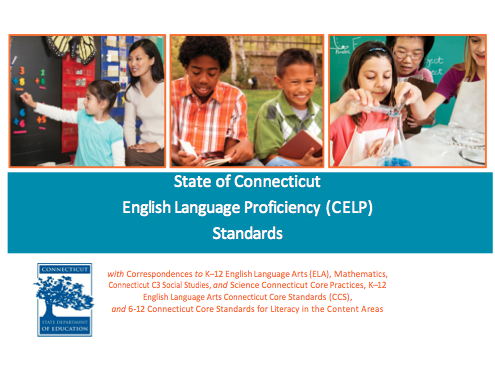 State of Connecticut
English Language Proficiency (CELP)
Standards
CONNECTICUT
STATE DEPARTMENT
OF EDUCATION
with Correspondences to K–12 English Language Arts (ELA), Mathematics,
Connecticut C3 Social Studies, and Science Connecticut Core Practices, K–12
English Language Arts Connecticut Core Standards (CCS),
and 6-12 Connecticut Core Standards for Literacy in the Content Areas